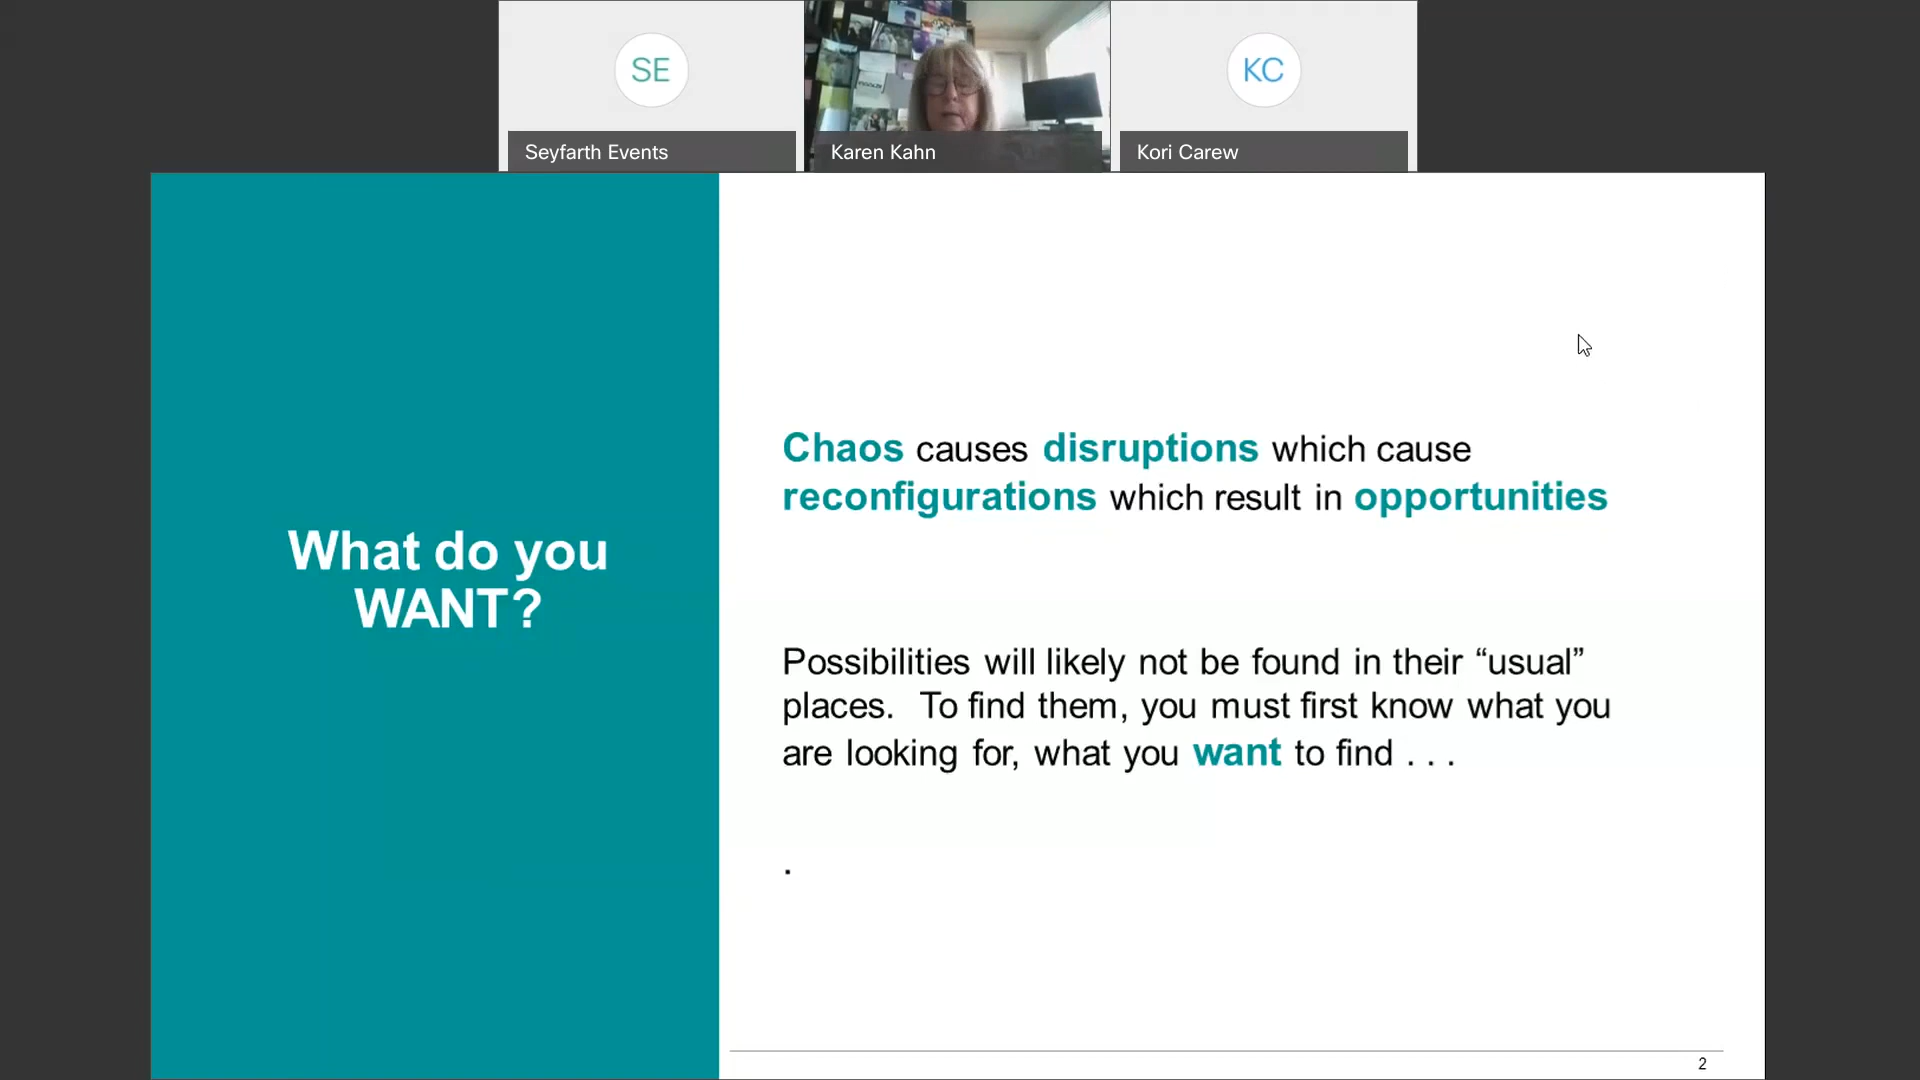 SE
KC
Seyfarth Events
Karen Kahn
Kori Carew
What do you
WANT?
Chaos causes disruptions which cause
reconfigurations which result in opportunities
Possibilities will likely not be found in their “usual”
places.  To find them, you must first know what you
are looking for, what you want to find . . .
.
2